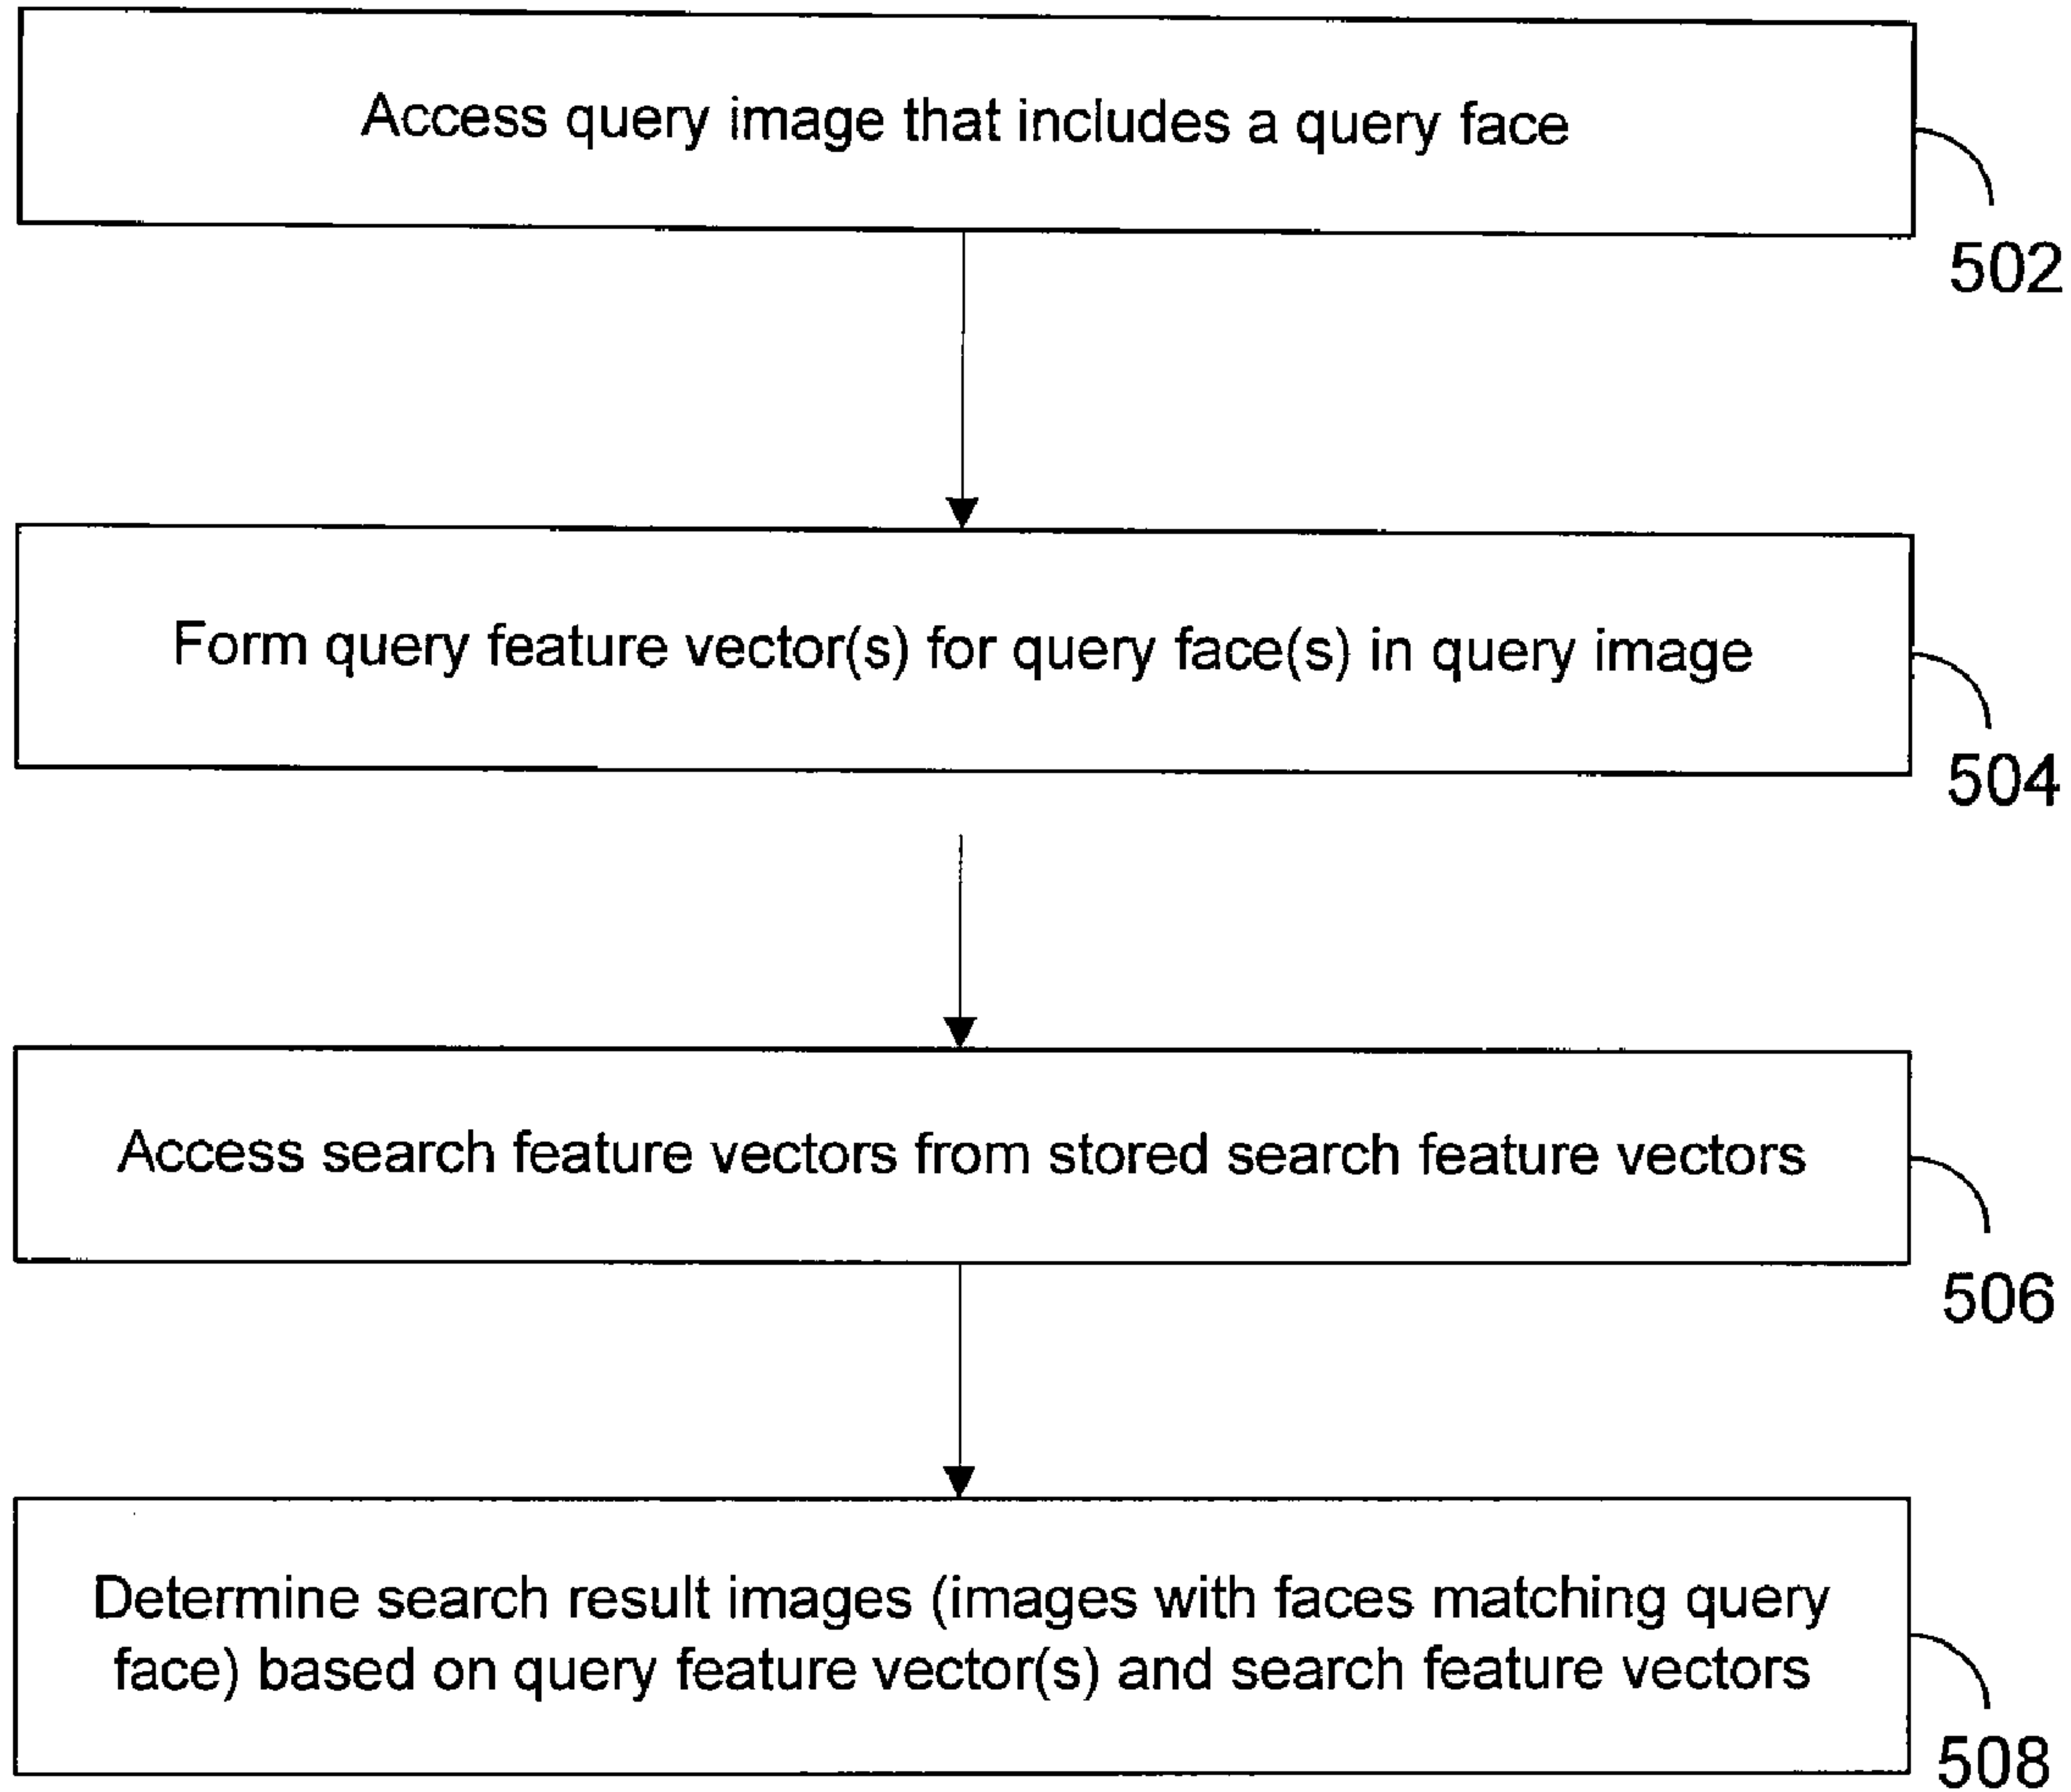 Access query image that includes a query face
502
Form query feature vector(s) for query face(s) in query image
504
Access search feature vectors from stored search feature vectors
506
Determine search result images (images with faces matching query
face) based on query feature vector(s) and search feature vectors
508